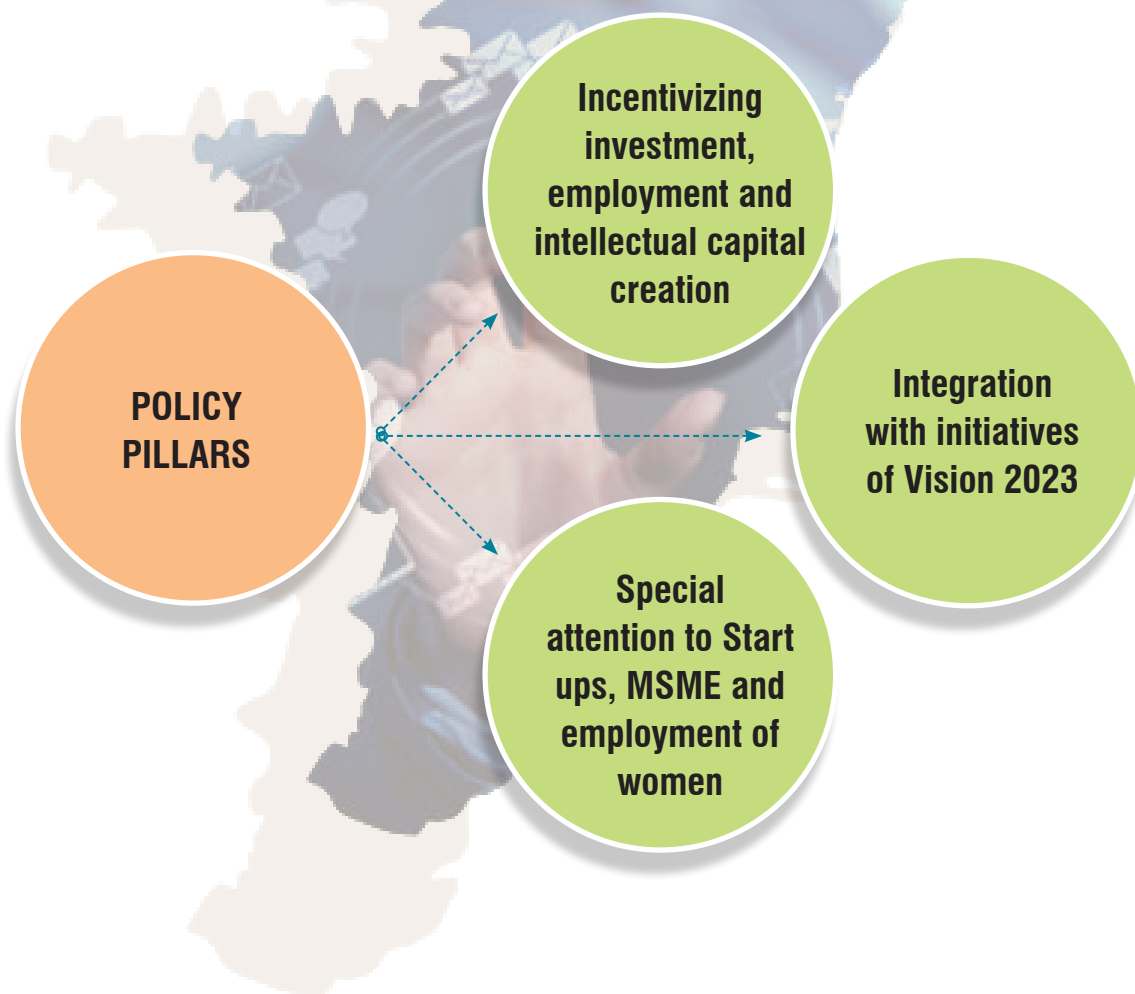 POLICY
PILLARS
Incentivizing
investment,
employment and
intellectual capital
creation
Integration
with initiatives
of Vision 2023
Special
attention to Start
ups, MSME and
employment of
women